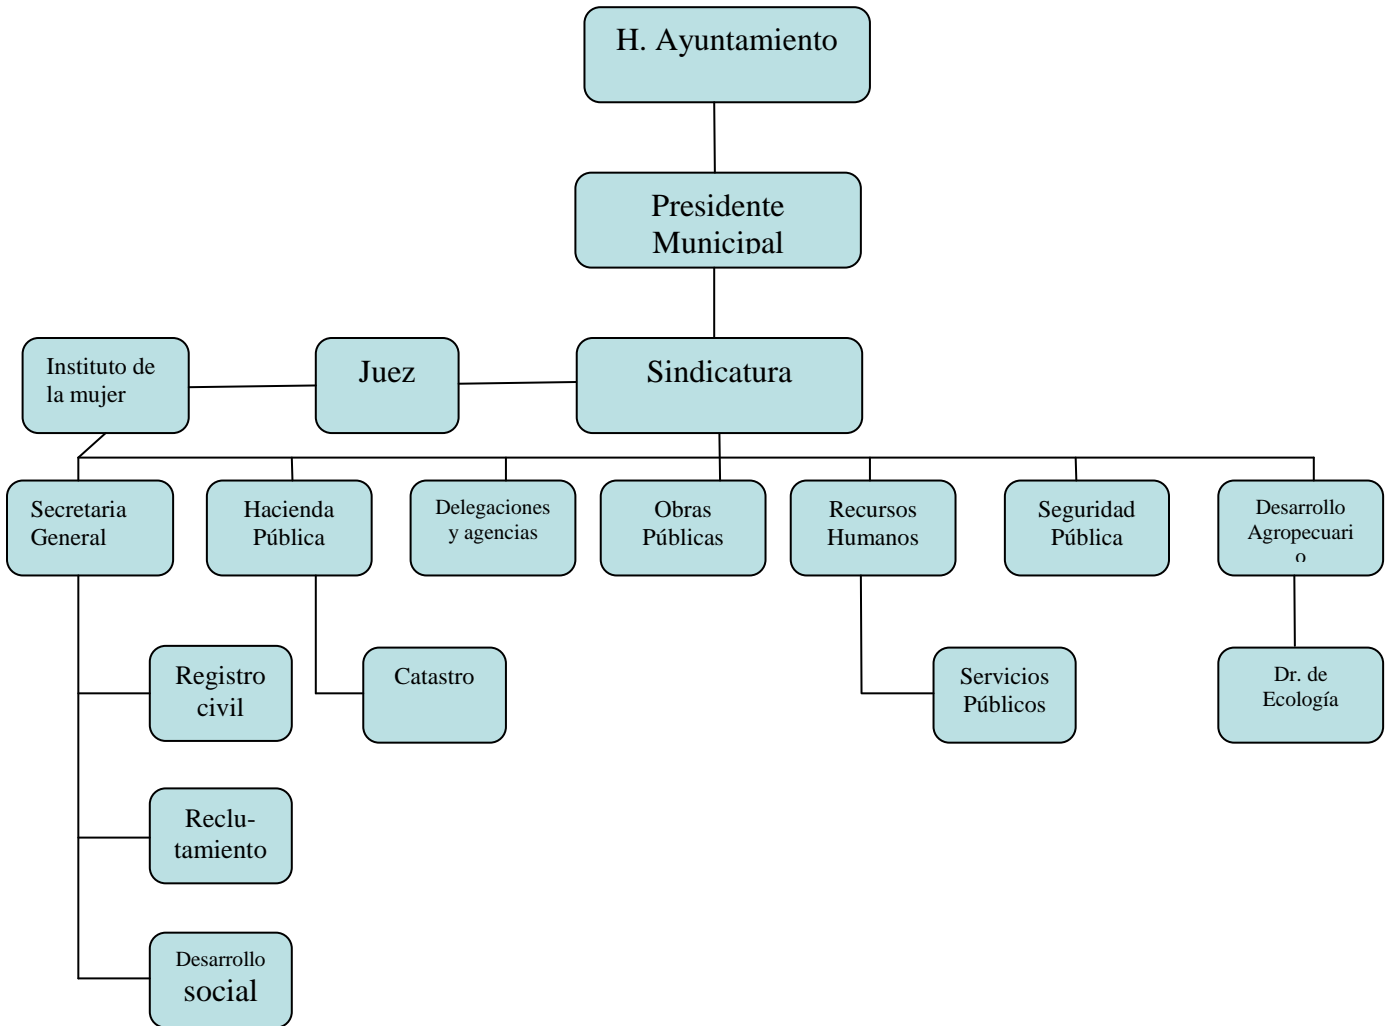 H. Ayuntamiento
Presidente
Municipal
Instituto de
la mujer
Juez
Sindicatura
Secretaria
General
Hacienda
Pública
Delegaciones
y agencias
Obras
Públicas
Recursos
Humanos
Seguridad
Pública
Desarrollo
Agropecuari
o
Registro
civil
Catastro
Servicios
Públicos
Dr. de
Ecología
Reclu-
tamiento
Desarrollo
social